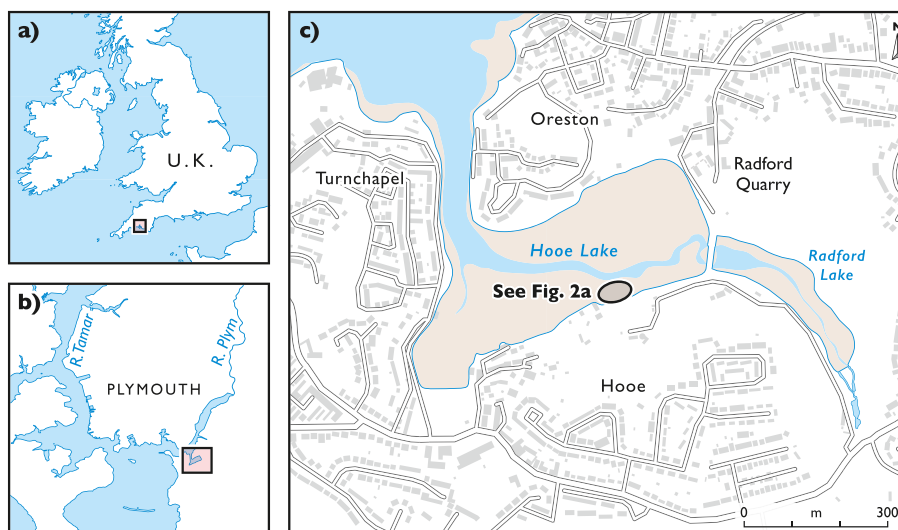 a)
U.K.
b)
R.Tamar
R. Plym
PLYMOUTH
c)
N
Oreston
Turnchapel
Radford
Quarry
Hooe Lake
Radford
Lake
See Fig. 2a
Hooe
0 m 300